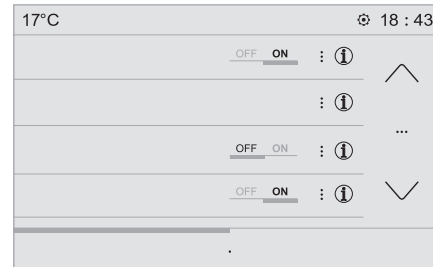 17°C 18 : 43
OFF ON : i
: i
OFF ON : i
...
OFF ON : i
.